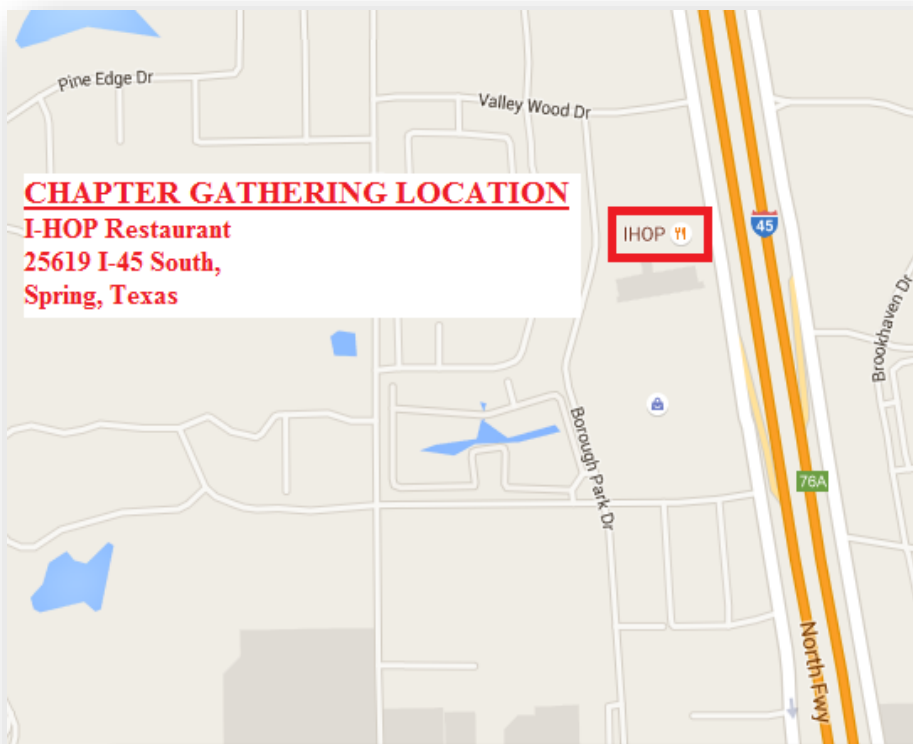 Pine Edge Dr
Valley Wood Dr
CHAPTER GATHERING LOCATION
I-HOP Restaurant
25619 I-45 South,
Spring, Texas
IHOP
45
Brookhaven Dr
Borough Park Dr
76A
North Fwy